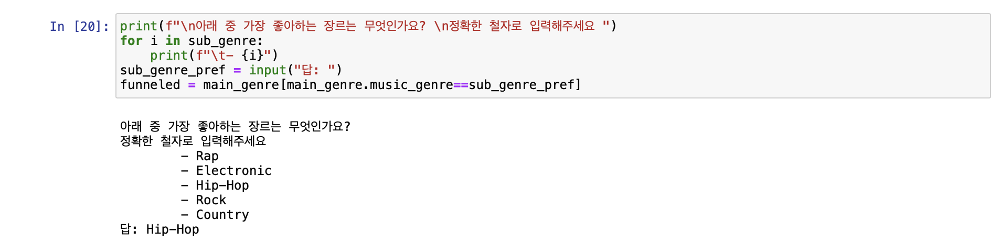 In [20]: print(f"\n아래 중 가장 좋아하는 장르는 무엇인가요? \n정확한 철자로 입력해주세요 ")
for i in sub_genre:
    print(f"\t- {i}")
sub_genre_pref = input("답: ")
funneled = main_genre[main_genre.music_genre==sub_genre_pref]
아래 중 가장 좋아하는 장르는 무엇인가요?
정확한 철자로 입력해주세요
- Rap
- Electronic
- Hip-Hop
- Rock
- Country
답: Hip-Hop